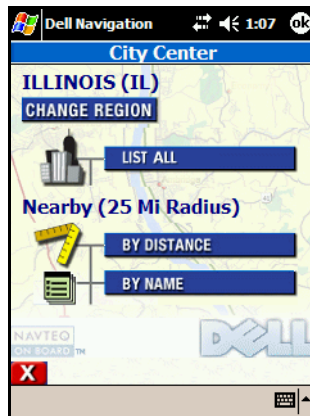 Dell Navigation 1:07 ok
City Center
ILLINOIS (IL)
CHANGE REGION
LIST ALL
Nearby (25 Mi Radius)
BY DISTANCE
BY NAME
NAVTEQ
ON BOARD TM
DELL
X